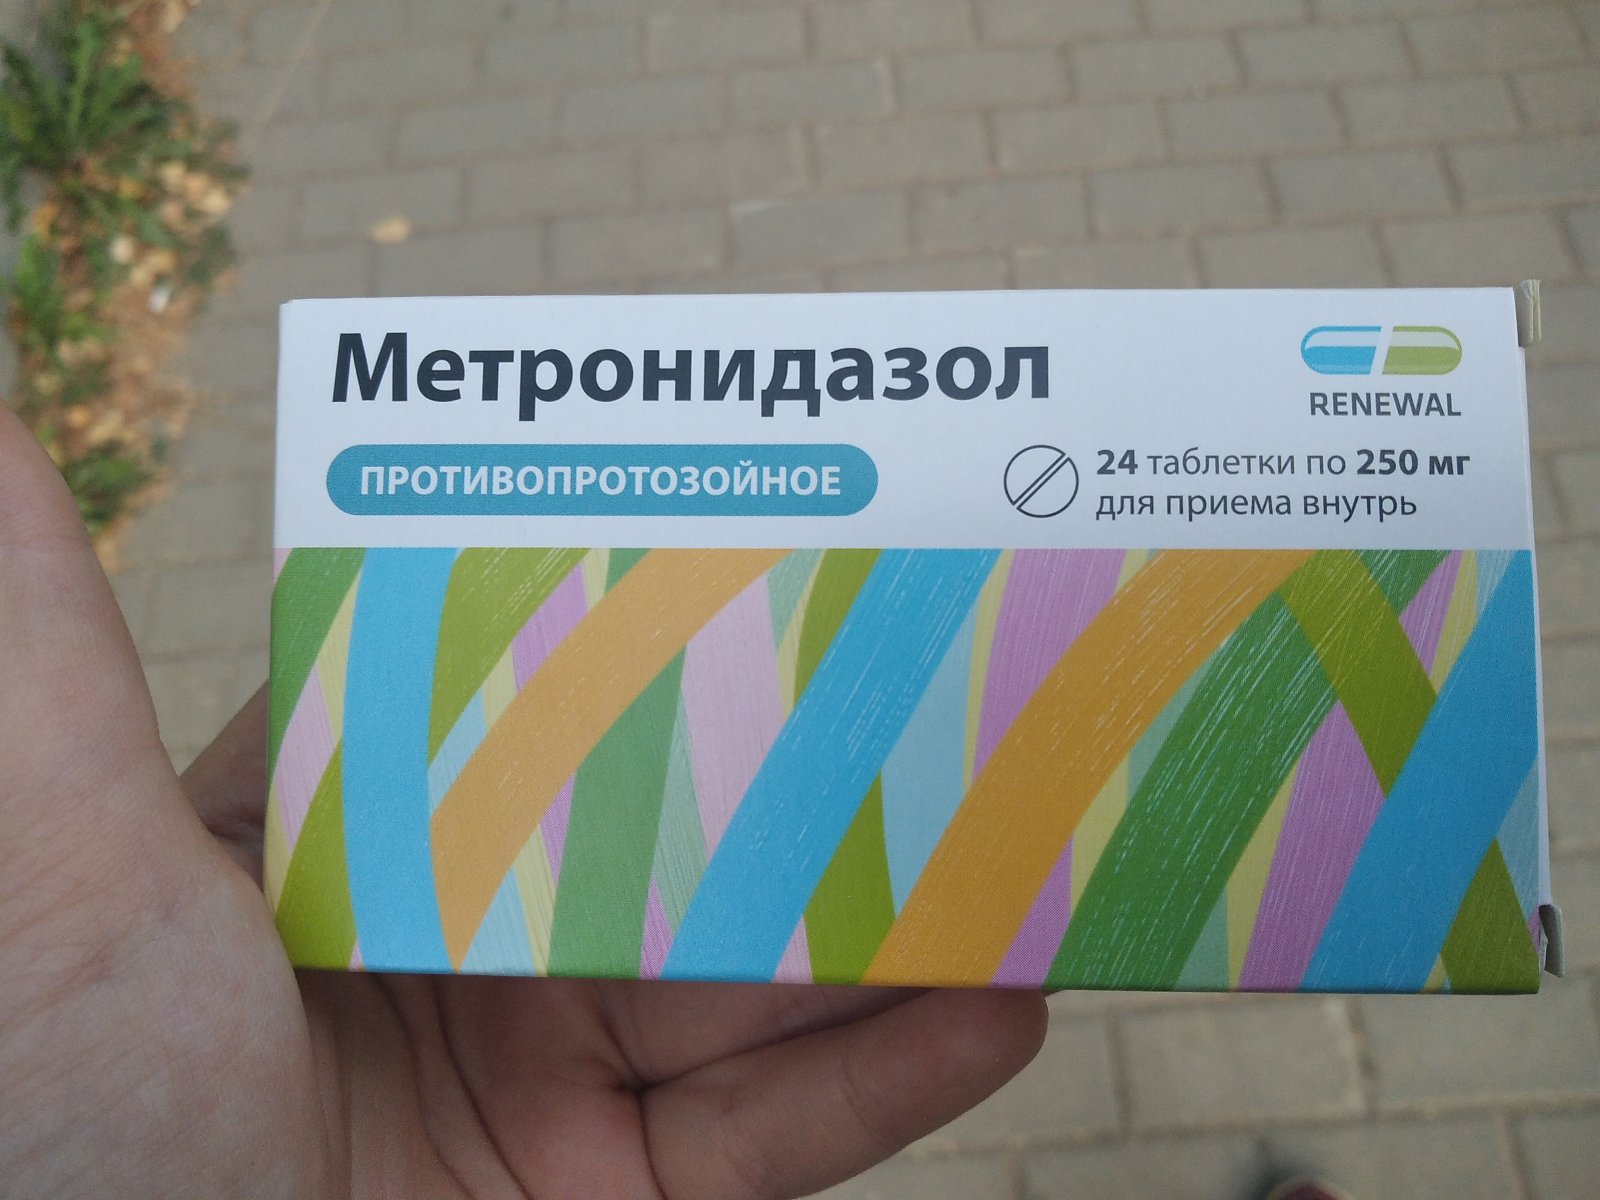 Метронидазол
RENEWAL
ПРОТИВОПРОТОЗОЙНОЕ
24 таблетки по 250 мг
для приема внутрь